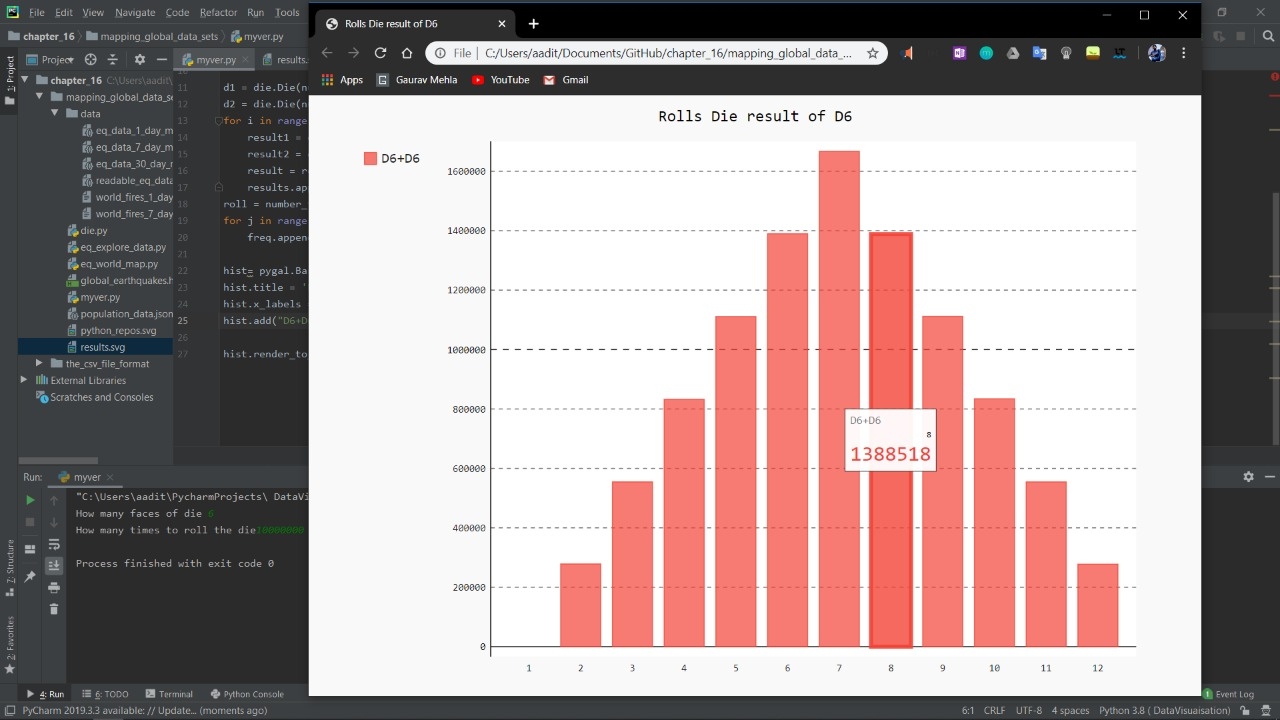 File Edit View Navigate Code Refactor Run Tools
chapter_16 mapping_global_data_sets myver.py
Project
myver.py results.
1: Project
chapter_16 C:\Users\aadit\
mapping_global_data_se
data
eq_data_1_day_m
eq_data_7_day_m
eq_data_30_day_m
readable_eq_data
world_fires_1_day
world_fires_7_day
die.py
eq_explore_data.py
eq_world_map.py
global_earthquakes.h
myver.py
population_data.json
python_repos.svg
results.svg
the_csv_file_format
External Libraries
Scratches and Consoles
11 d1 = die.Die(n
12 d2 = die.Die(n
13 for i in range
14 result1 =
15 result2 =
16 result = r
17 results.ap
18 roll = number_
19 for j in range
20 freq.appen
21
22 hist= pygal.Ba
23 hist.title = '
24 hist.x_labels
25 hist.add("D6+D
26
27 hist.render_to
Run: myver
"C:\Users\aadit\PycharmProjects\ DataVi
How many faces of die 6
How many times to roll the die10000000
Process finished with exit code 0
7: Structure
2: Favorites
4: Run 6: TODO Terminal Python Console
1 Event Log
PyCharm 2019.3.3 available: // Update... (moments ago)
6:1 CRLF UTF-8 4 spaces Python 3.8 ( DataVisuaisation)
Rolls Die result of D6
File C:/Users/aadit/Documents/GitHub/chapter_16/mapping_global_data_...
Apps Gaurav Mehla YouTube Gmail
Rolls Die result of D6
D6+D6
1600000
1400000
1200000
1000000
800000
600000
400000
200000
0
D6+D6
8
1388518
1 2 3 4 5 6 7 8 9 10 11 12